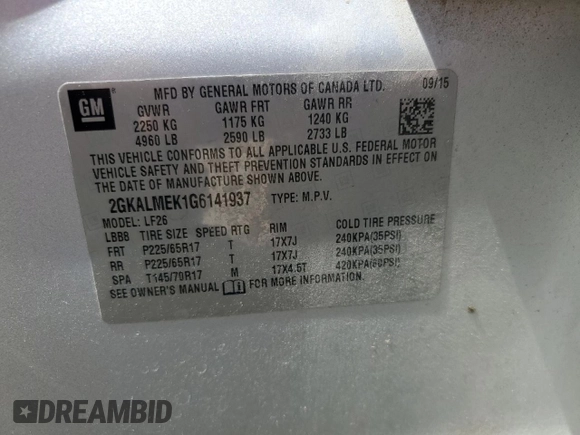 MFD BY GENERAL MOTORS OF CANADA LTD. 09/15
GM
GVWR GAWR FRT GAWR RR
2250 KG 1175 KG 1240 KG
4960 LB 2590 LB 2733 LB
THIS VEHICLE CONFORMS TO ALL APPLICABLE U.S. FEDERAL MOTOR
VEHICLE SAFETY AND THEFT PREVENTION STANDARDS IN EFFECT ON
THE DATE OF MANUFACTURE SHOWN ABOVE.
2GKALMEK1G6141937 TYPE: M.P.V.
MODEL: LF26
LBBB TIRE SIZE SPEED RTG RIM COLD TIRE PRESSURE
FRT P225/65R17 T 17X7J 240KPA(35PSI)
RR P225/65R17 T 17X7J 240KPA(35PSI)
SPA T145/70R17 M 17X4.5T 420KPA(60PSI)
SEE OWNER'S MANUAL FOR MORE INFORMATION.
DREAMBID